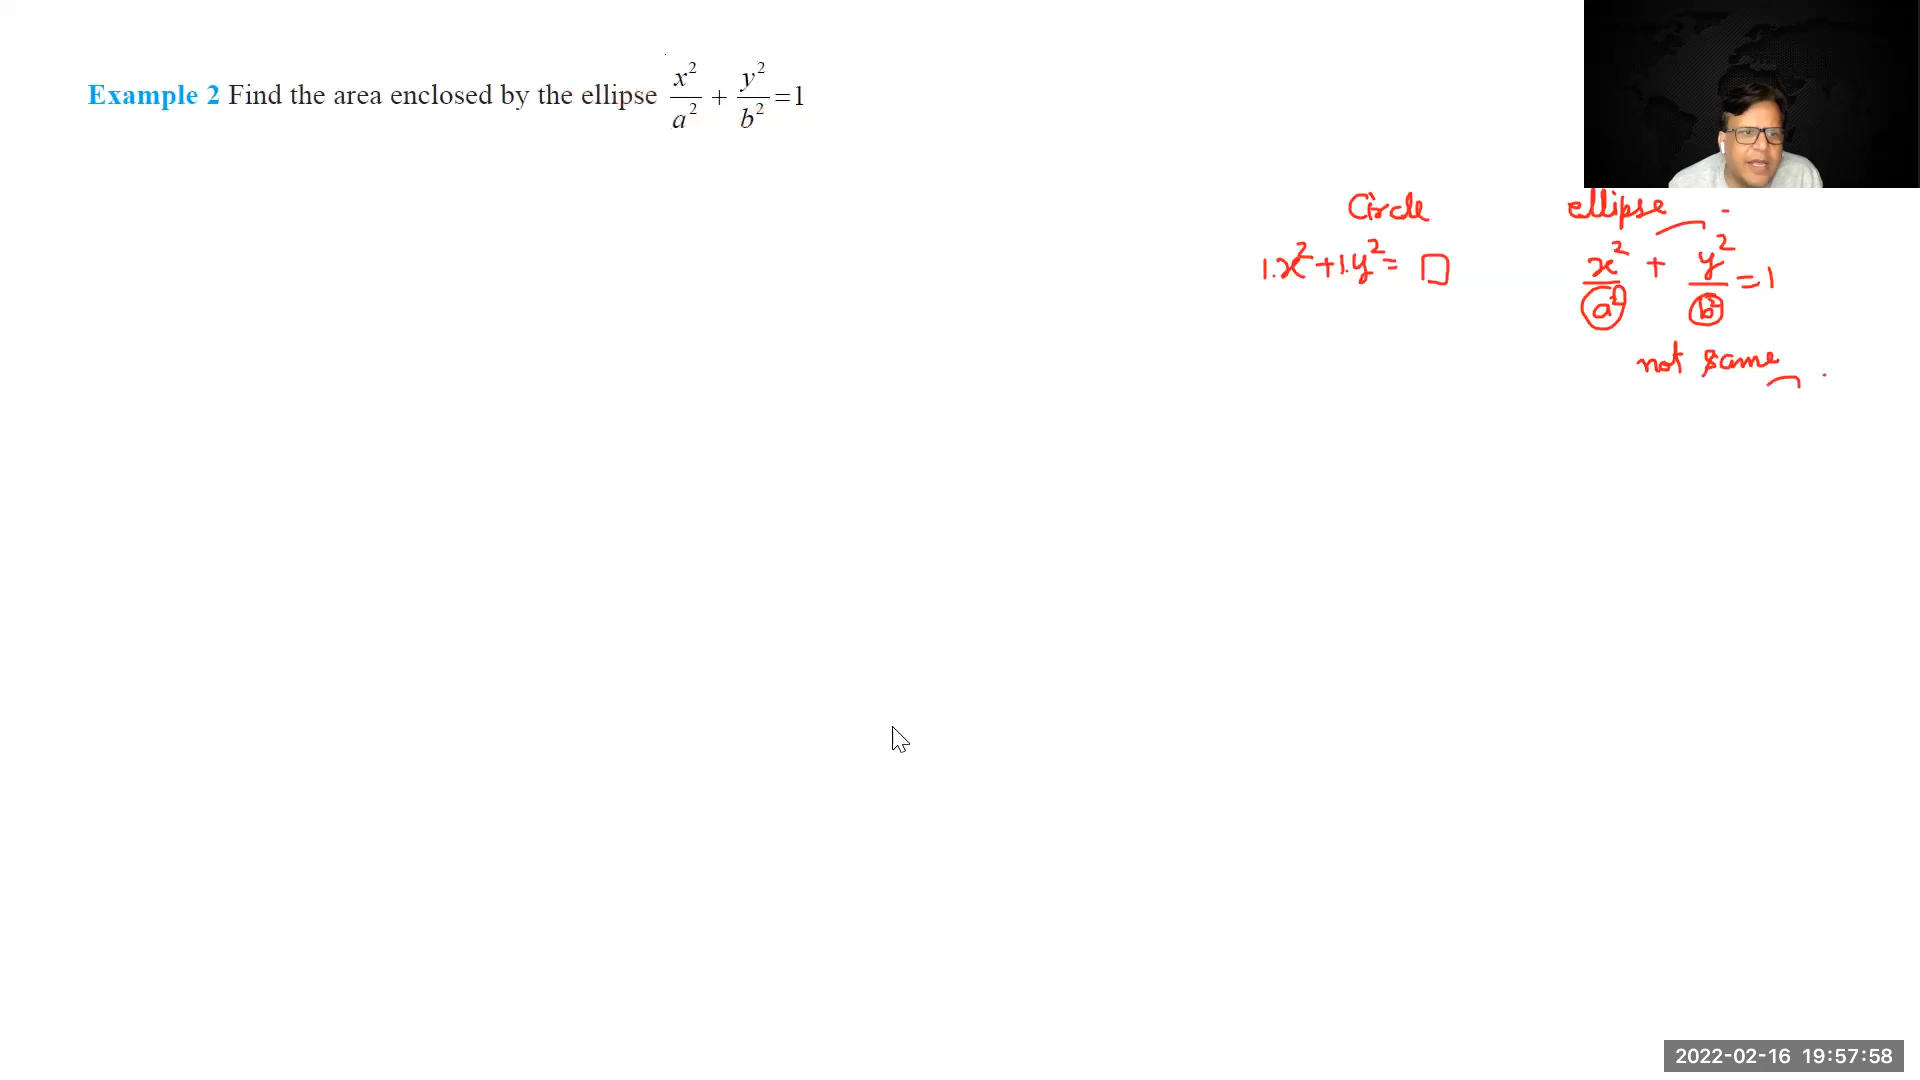 Example 2 Find the area enclosed by the ellipse x²/a² + y²/b² = 1
Circle
ellipse
1.x² + 1.y² = □
x²/a² + y²/b² = 1
not same
2022-02-16 19:57:58